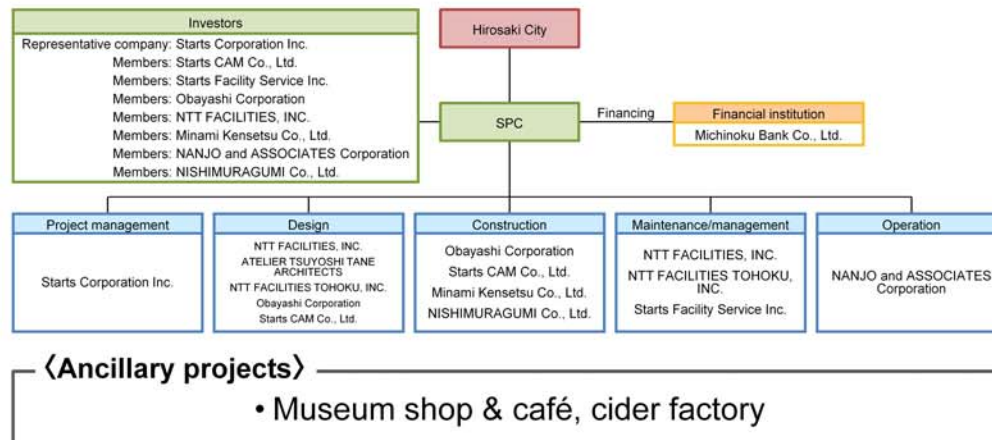 Investors
Representative company: Starts Corporation Inc.
Members: Starts CAM Co., Ltd.
Members: Starts Facility Service Inc.
Members: Obayashi Corporation
Members: NTT FACILITIES, INC.
Members: Minami Kensetsu Co., Ltd.
Members: NANJO and ASSOCIATES Corporation
Members: NISHIMURAGUMI Co., Ltd.
Hirosaki City
SPC
Financing
Financial institution
Michinoku Bank Co., Ltd.
Project management
Starts Corporation Inc.
Design
NTT FACILITIES, INC.
ATELIER TSUYOSHI TANE
ARCHITECTS
NTT FACILITIES TOHOKU, INC.
Obayashi Corporation
Starts CAM Co., Ltd.
Construction
Obayashi Corporation
Starts CAM Co., Ltd.
Minami Kensetsu Co., Ltd.
NISHIMURAGUMI Co., Ltd.
Maintenance/management
NTT FACILITIES, INC.
NTT FACILITIES TOHOKU,
INC.
Starts Facility Service Inc.
Operation
NANJO and ASSOCIATES
Corporation
〈Ancillary projects〉
• Museum shop & café, cider factory